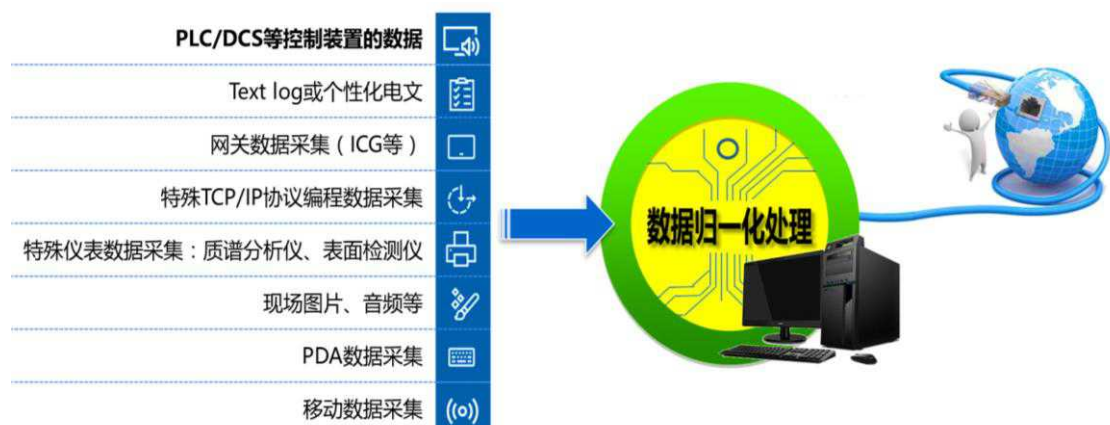 PLC/DCS等控制装置的数据
Text log或个性化电文
网关数据采集（ICG等）
特殊TCP/IP协议编程数据采集
特殊仪表数据采集：质谱分析仪、表面检测仪
现场图片、音频等
PDA数据采集
移动数据采集
数据归一化处理